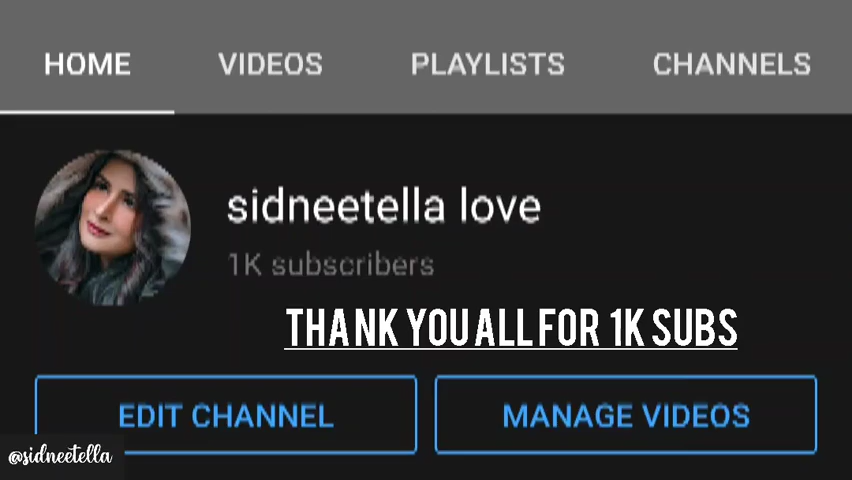 HOME VIDEOS PLAYLISTS CHANNELS
sidneetella love
1K subscribers
THANK YOU ALL FOR 1K SUBS
EDIT CHANNEL MANAGE VIDEOS
@sidneetella